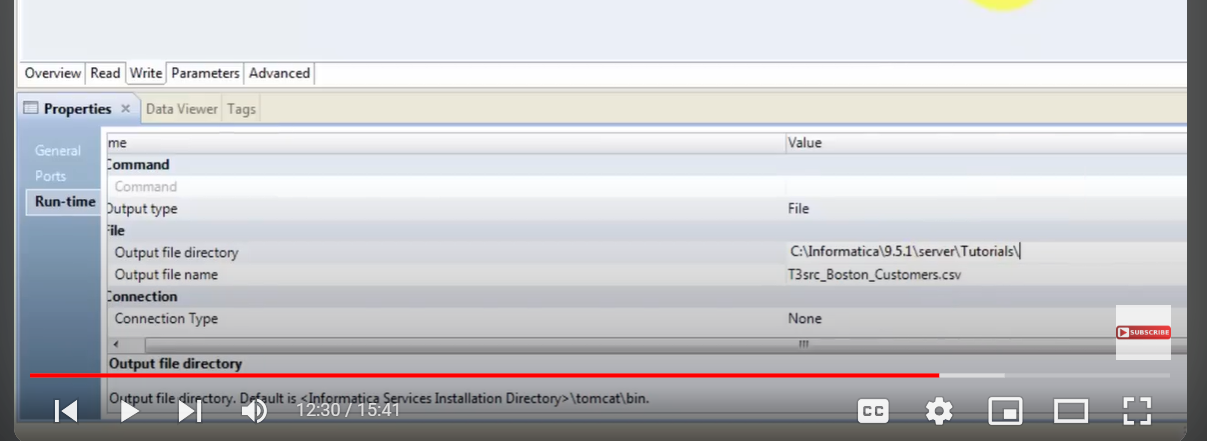 Overview Read Write Parameters Advanced
Properties Data Viewer Tags
General
Ports
Run-time
me Value
Command
Command
Output type File
File
Output file directory C:\Informatica\9.5.1\server\Tutorials\
Output file name T3src_Boston_Customers.csv
Connection
Connection Type None
SUBSCRIBE
Output file directory
Output file directory. Default is <Informatica Services Installation Directory>\tomcat\bin.
12:30 / 15:41
CC